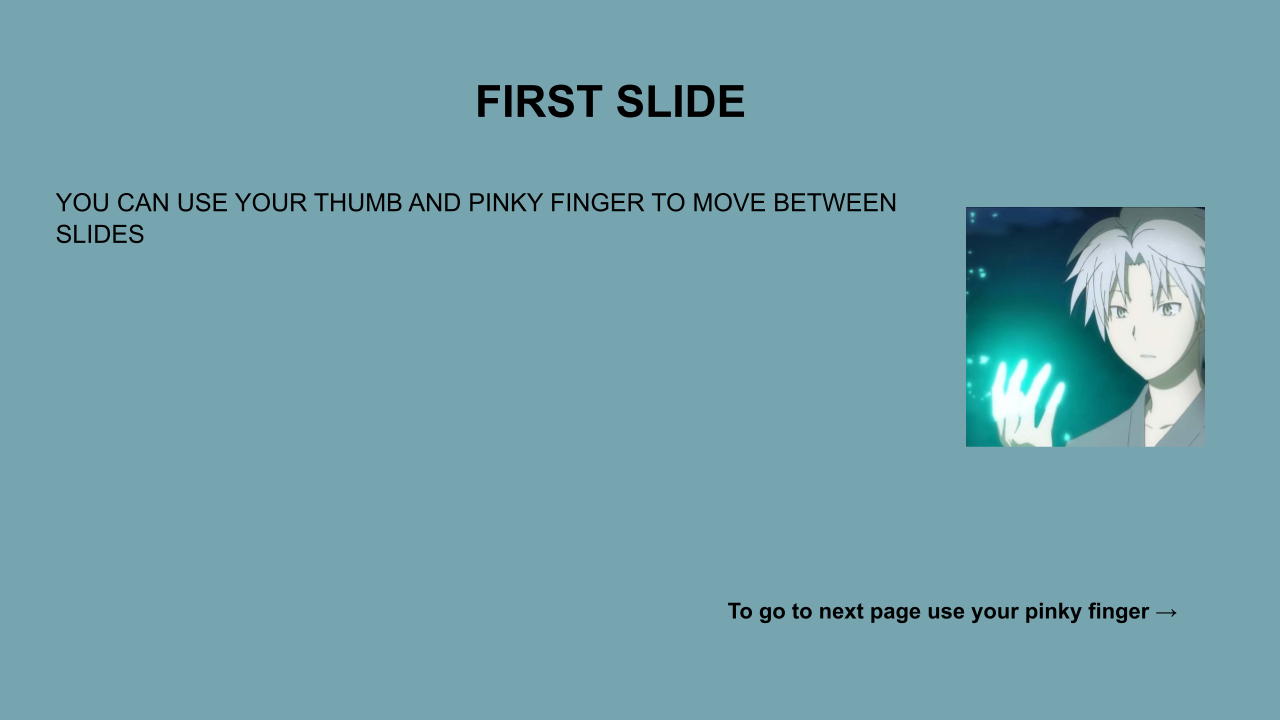 FIRST SLIDE
YOU CAN USE YOUR THUMB AND PINKY FINGER TO MOVE BETWEEN
SLIDES
To go to next page use your pinky finger →